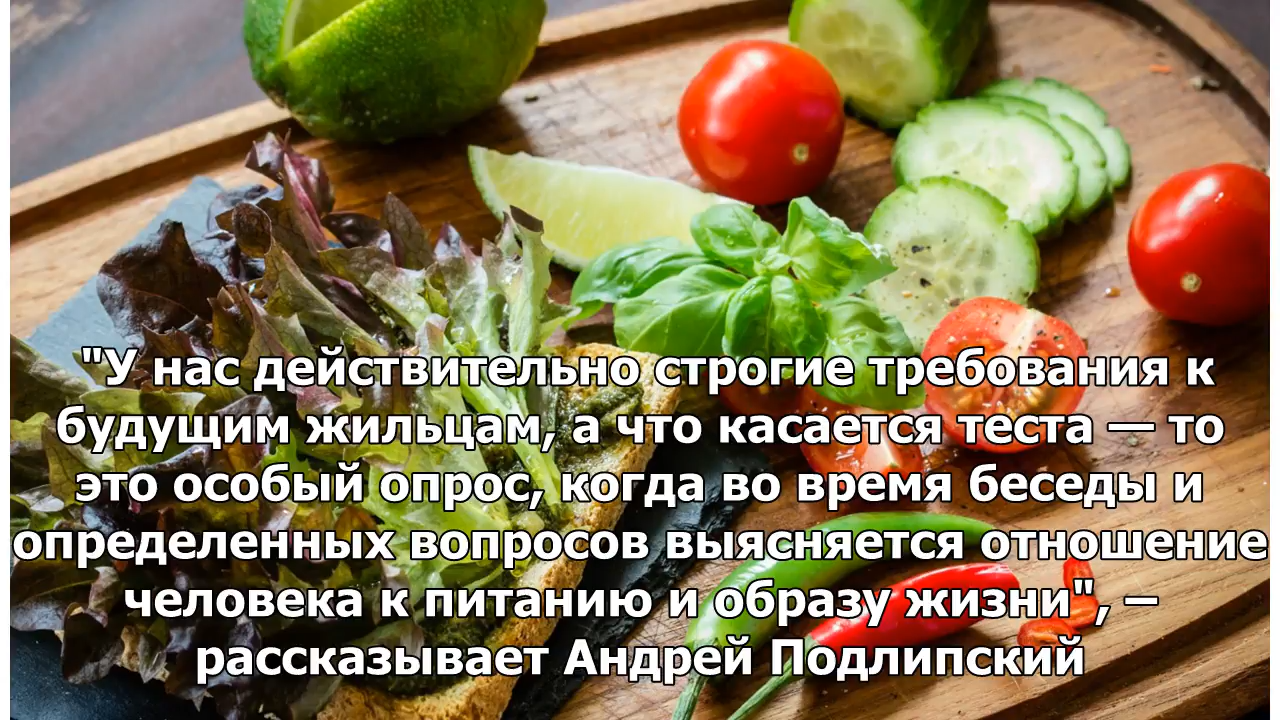 "У нас действительно строгие требования к
будущим жильцам, а что касается теста — то
это особый опрос, когда во время беседы и
определенных вопросов выясняется отношение
человека к питанию и образу жизни", –
рассказывает Андрей Подлипский